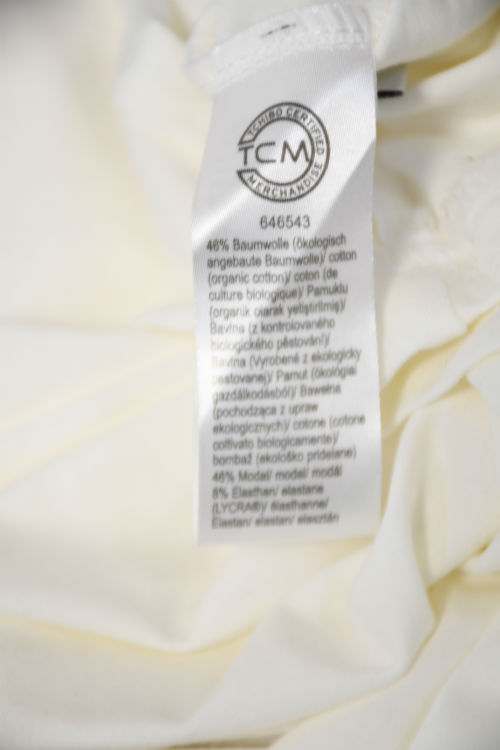 TCHIBO CERTIFIED
TCM
MERCHANDISE
646543
46% Baumwolle (ökologisch
angebaute Baumwolle)/ cotton
(organic cotton)/ coton (de
culture biologique)/ Pamuklu
(organik olarak yetiştirilmiş)/
Bavlna (z kontrolovaného
biologického pěstování)/
Bavlna (Vyrobené z ekologicky
pestovanej)/ Pamut (ökológiai
gazdálkodásból)/ Bawełna
(pochodząca z upraw
ekologicznych)/ cotone (cotone
coltivato biologicamente)/
bombaž (ekološko pridelane)
46% Modal/ modal/ modál
8% Elasthan/ elastane
(LYCRA®)/ élasthanne/
Elastan/ elastan/ elasztán